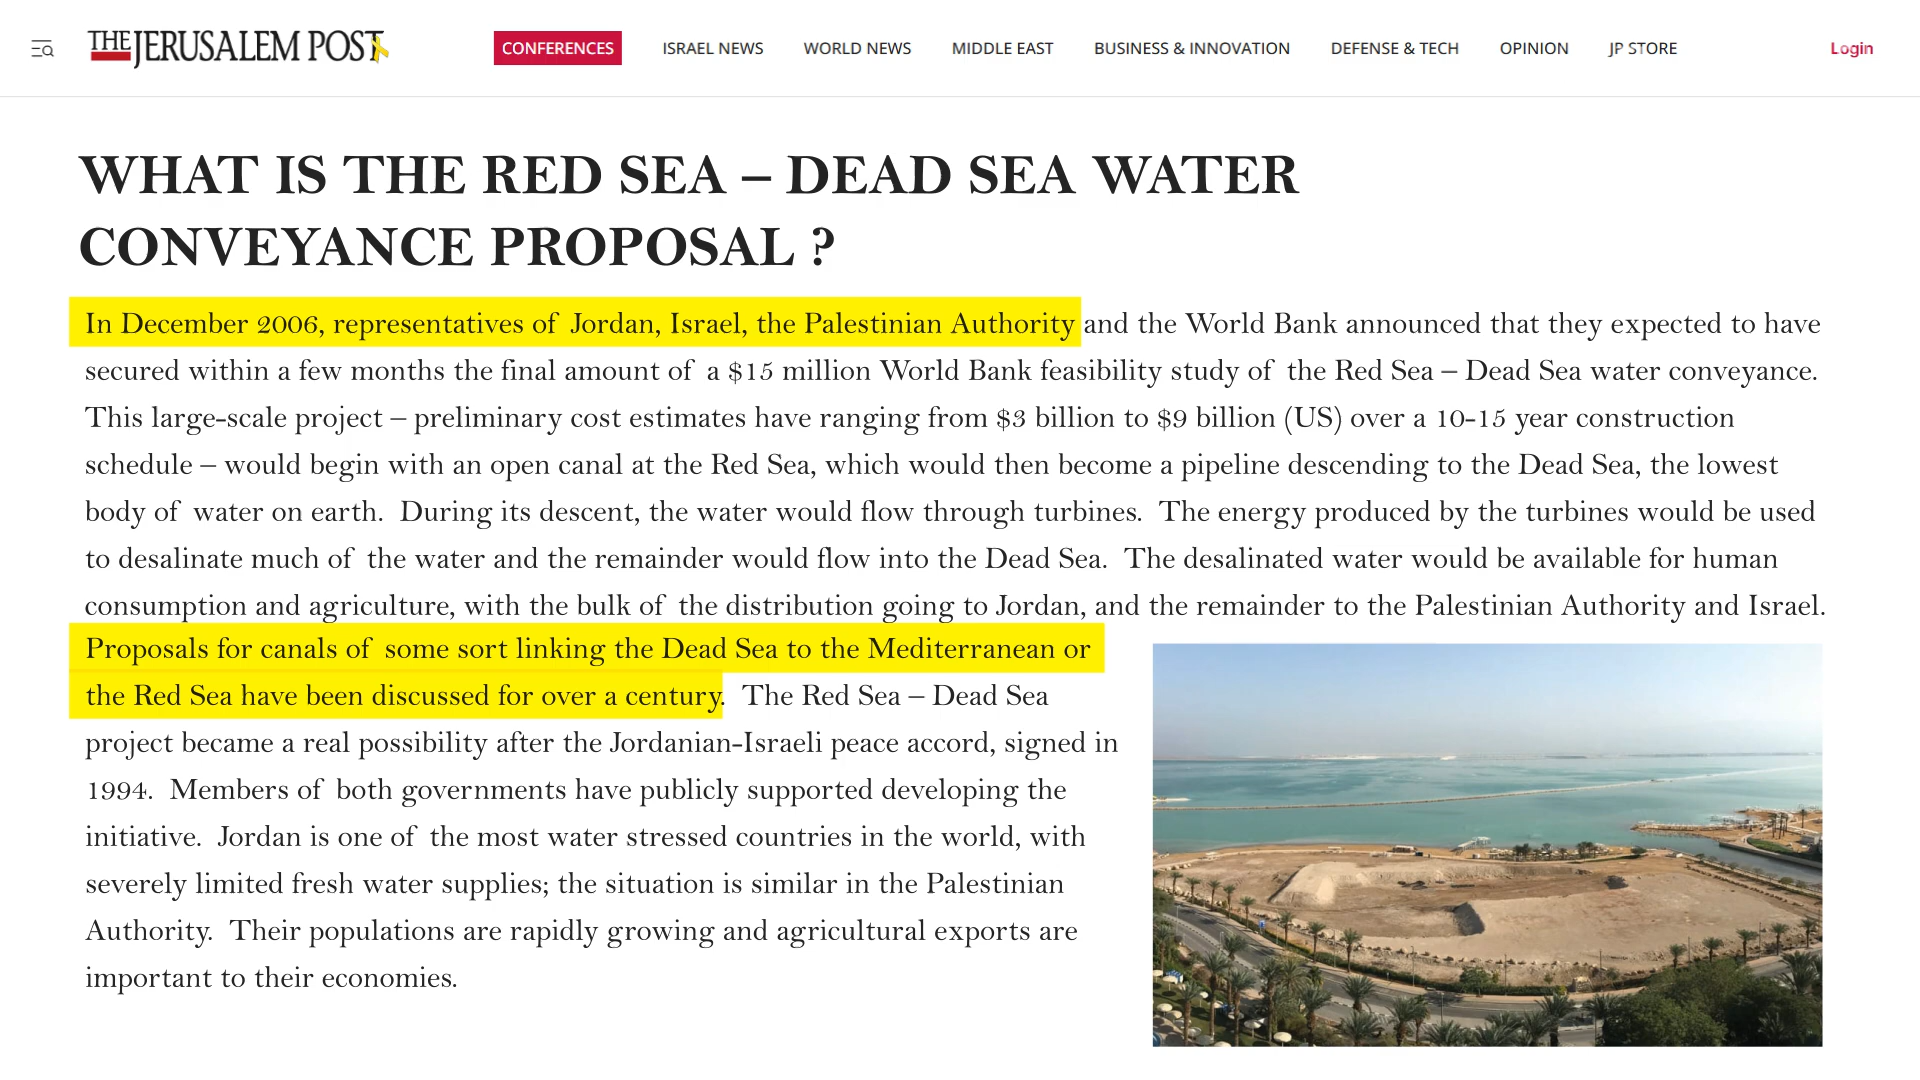 THE JERUSALEM POST
CONFERENCES
ISRAEL NEWS
WORLD NEWS
MIDDLE EAST
BUSINESS & INNOVATION
DEFENSE & TECH
OPINION
JP STORE
Login
WHAT IS THE RED SEA – DEAD SEA WATER
CONVEYANCE PROPOSAL ?
In December 2006, representatives of Jordan, Israel, the Palestinian Authority and the World Bank announced that they expected to have
secured within a few months the final amount of a $15 million World Bank feasibility study of the Red Sea – Dead Sea water conveyance.
This large-scale project – preliminary cost estimates have ranging from $3 billion to $9 billion (US) over a 10-15 year construction
schedule – would begin with an open canal at the Red Sea, which would then become a pipeline descending to the Dead Sea, the lowest
body of water on earth. During its descent, the water would flow through turbines. The energy produced by the turbines would be used
to desalinate much of the water and the remainder would flow into the Dead Sea. The desalinated water would be available for human
consumption and agriculture, with the bulk of the distribution going to Jordan, and the remainder to the Palestinian Authority and Israel.
Proposals for canals of some sort linking the Dead Sea to the Mediterranean or
the Red Sea have been discussed for over a century. The Red Sea – Dead Sea
project became a real possibility after the Jordanian-Israeli peace accord, signed in
1994. Members of both governments have publicly supported developing the
initiative. Jordan is one of the most water stressed countries in the world, with
severely limited fresh water supplies; the situation is similar in the Palestinian
Authority. Their populations are rapidly growing and agricultural exports are
important to their economies.